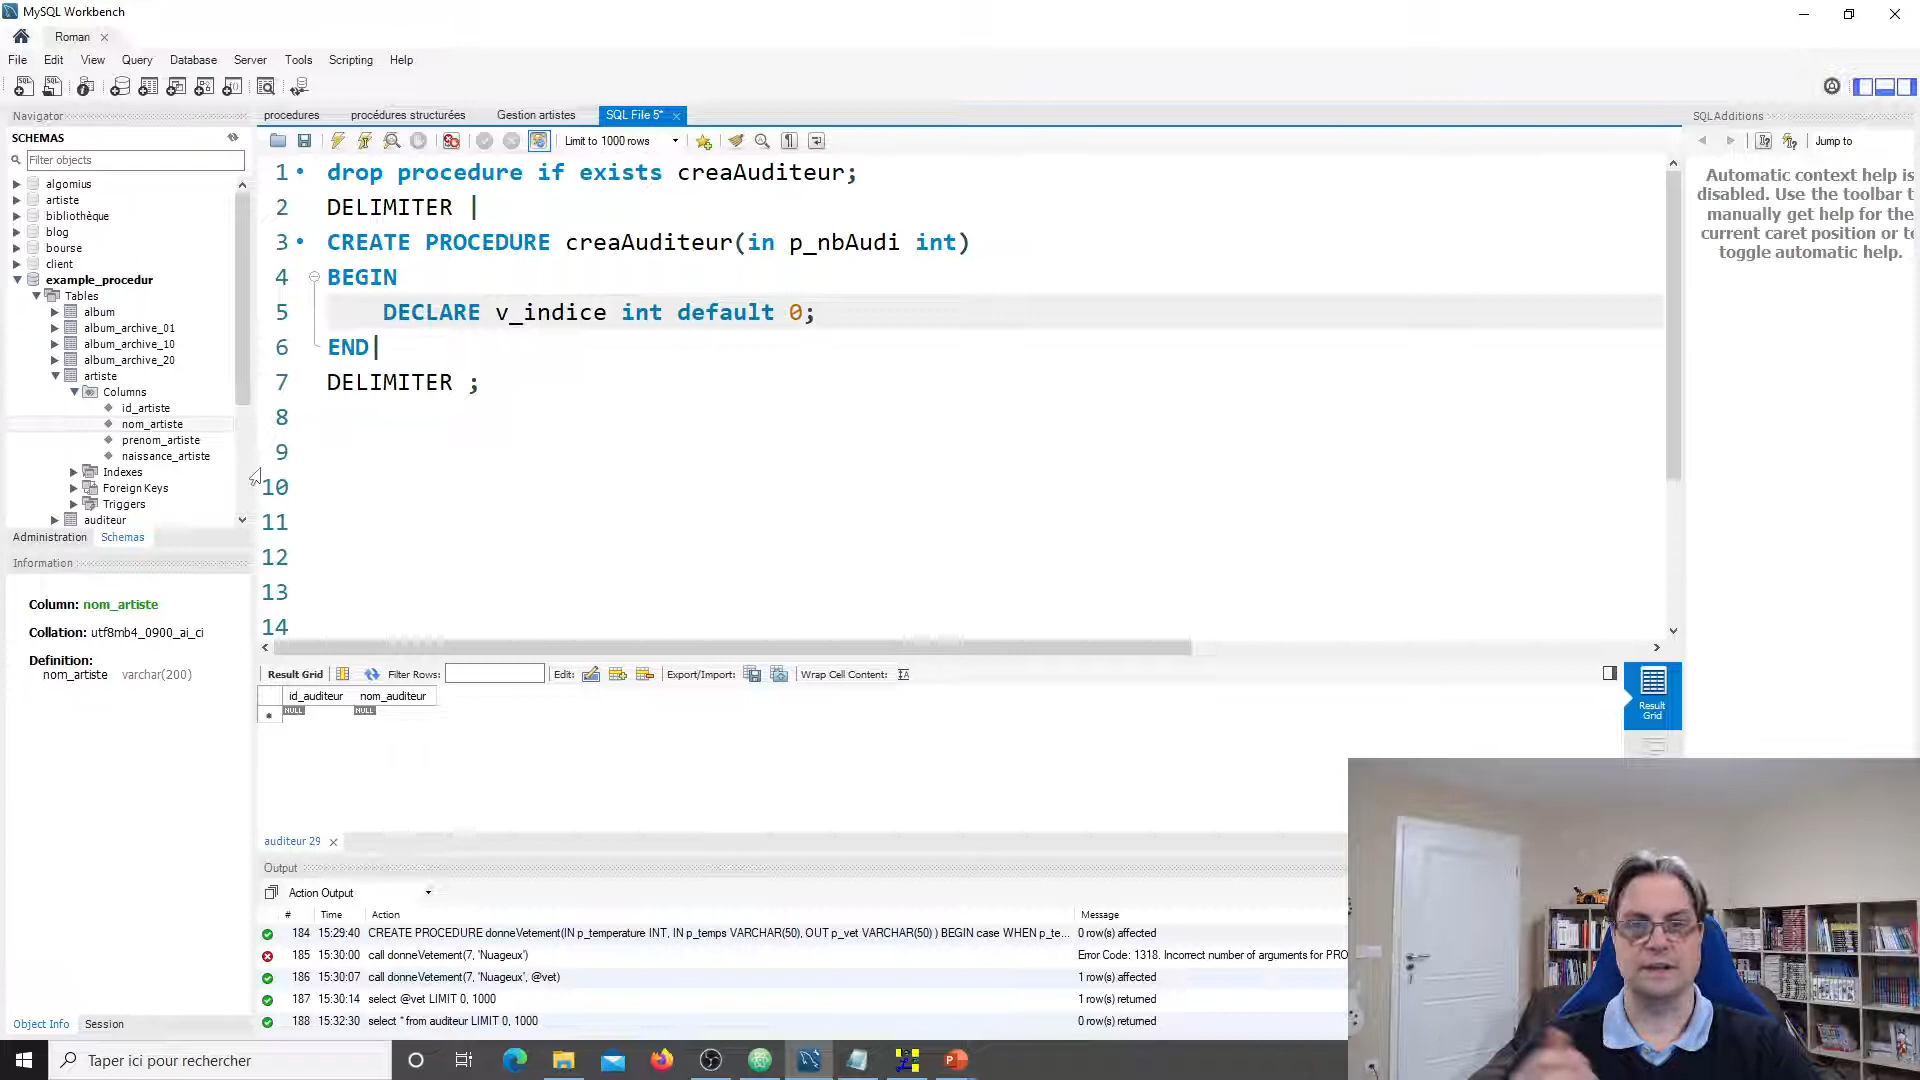 MySQL Workbench
Roman
File Edit View Query Database Server Tools Scripting Help
Navigator
SCHEMAS
Filter objects
algomius
artiste
bibliothèque
blog
bourse
client
example_procedur
Tables
album
album_archive_01
album_archive_10
album_archive_20
artiste
Columns
id_artiste
nom_artiste
prenom_artiste
naissance_artiste
Indexes
Foreign Keys
Triggers
auditeur
Administration Schemas
Information
Column: nom_artiste
Collation: utf8mb4_0900_ai_ci
Definition:
nom_artiste varchar(200)
Object Info Session
procedures procédures structurées Gestion artistes SQL File 5*
Limit to 1000 rows
1 drop procedure if exists creaAuditeur;
2 DELIMITER |
3 CREATE PROCEDURE creaAuditeur(in p_nbAudi int)
4 BEGIN
5 DECLARE v_indice int default 0;
6 END|
7 DELIMITER ;
8
9
10
11
12
13
14
SQLAdditions
Jump to
Automatic context help is
disabled. Use the toolbar t
manually get help for the
current caret position or to
toggle automatic help.
Result Grid Filter Rows: Edit: Export/Import: Wrap Cell Content:
id_auditeur nom_auditeur
NULL NULL
Result
Grid
auditeur 29
Output
Action Output
# Time Action Message
184 15:29:40 CREATE PROCEDURE donneVetement(IN p_temperature INT, IN p_temps VARCHAR(50), OUT p_vet VARCHAR(50) ) BEGIN case WHEN p_te... 0 row(s) affected
185 15:30:00 call donneVetement(7, 'Nuageux') Error Code: 1318. Incorrect number of arguments for PRO
186 15:30:07 call donneVetement(7, 'Nuageux', @vet) 1 row(s) affected
187 15:30:14 select @vet LIMIT 0, 1000 1 row(s) returned
188 15:32:30 select * from auditeur LIMIT 0, 1000 0 row(s) returned
Taper ici pour rechercher